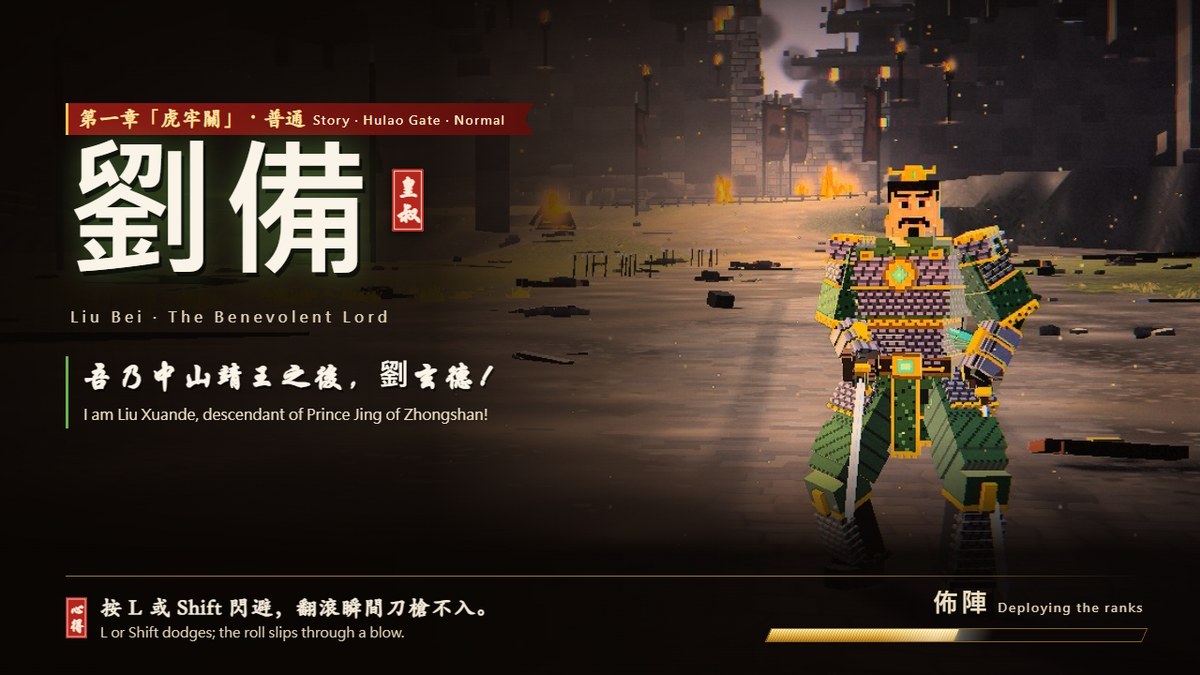 第一章「虎牢關」·普通 Story · Hulao Gate · Normal
劉備
皇叔
Liu Bei · The Benevolent Lord
吾乃中山靖王之後，劉玄德！
I am Liu Xuande, descendant of Prince Jing of Zhongshan!
心得
按 L 或 Shift 閃避，翻滾瞬間刀槍不入。
L or Shift dodges; the roll slips through a blow.
佈陣 Deploying the ranks